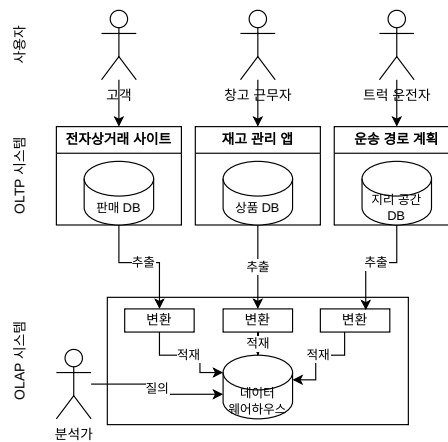 사용자
고객
창고 근무자
트럭 운전자
OLTP 시스템
전자상거래 사이트
재고 관리 앱
운송 경로 계획
판매 DB
상품 DB
지리 공간
DB
추출
추출
추출
OLAP 시스템
변환
변환
변환
적재
적재
적재
데이터
웨어하우스
질의
분석가